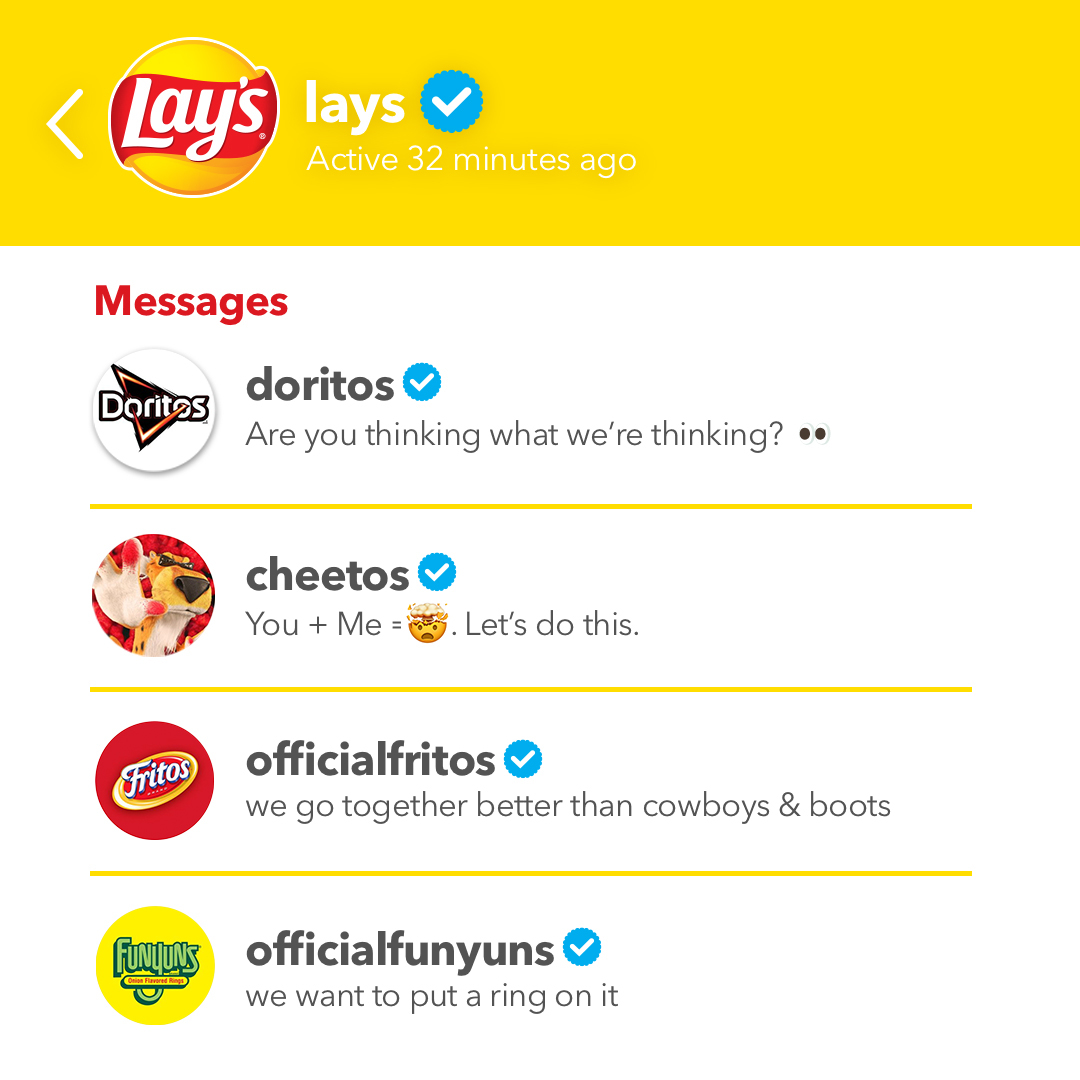 Lay's
lays
Active 32 minutes ago
Messages
Doritos
doritos
Are you thinking what we're thinking? 👀
cheetos
You + Me = 🤯. Let's do this.
Fritos
officialfritos
we go together better than cowboys & boots
FUNYUNS
Onion Flavored Rings
officialfunyuns
we want to put a ring on it